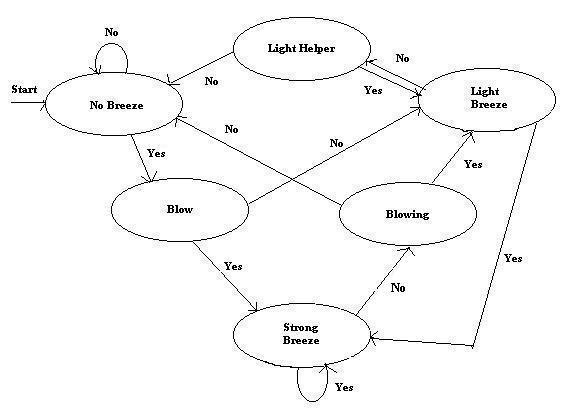 No
Light Helper
No
No
Start
No Breeze
Yes
Light
Breeze
No
No
Yes
Yes
Blow
Blowing
Yes
Yes
No
Strong
Breeze
Yes